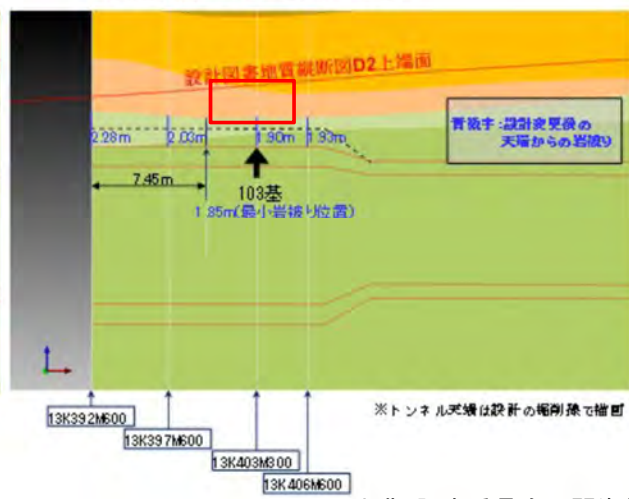 設計図書地質縦断図D2上端面
青数字:設計変更後の
天端からの岩被り
2.28m
2.03m
1.90m
1.93m
7.45m
103基
1.85m(最小岩被り位置)
※トンネル天端は設計の掘削線で描画
13K392M600
13K397M600
13K403M300
13K406M600